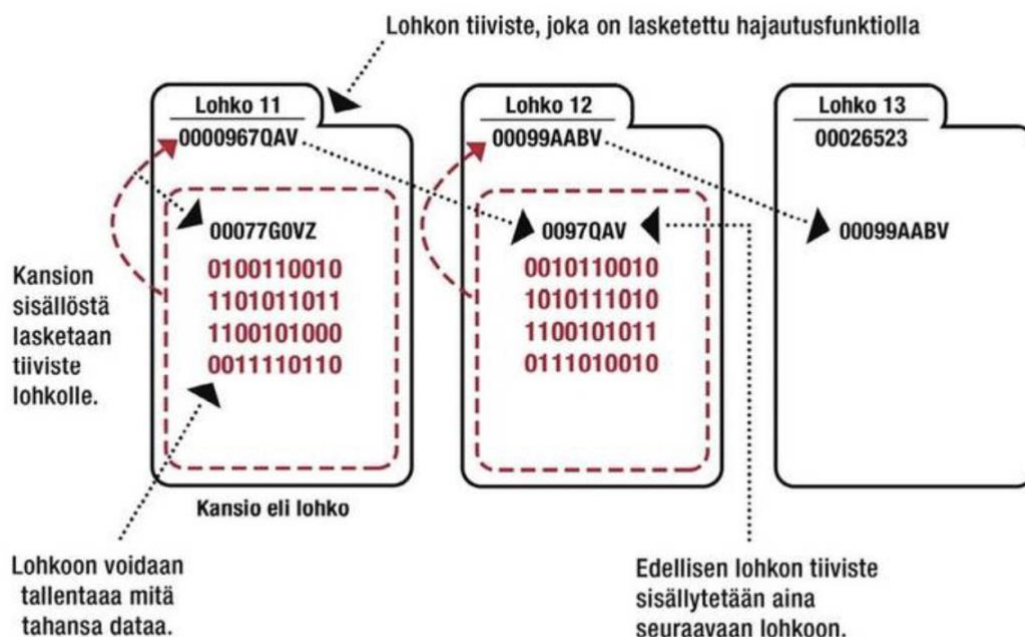 Lohkon tiiviste, joka on lasketettu hajautusfunktiolla
Lohko 11
0000967QAV
00077G0VZ
0100110010
1101011011
1100101000
0011110110
Kansio eli lohko
Lohko 12
00099AABV
0097QAV
0010110010
1010111010
1100101011
0111010010
Lohko 13
00026523
00099AABV
Kansion
sisällöstä
lasketaan
tiiviste
lohkolle.
Lohkoon voidaan
tallentaaa mitä
tahansa dataa.
Edellisen lohkon tiiviste
sisällytetään aina
seuraavaan lohkoon.